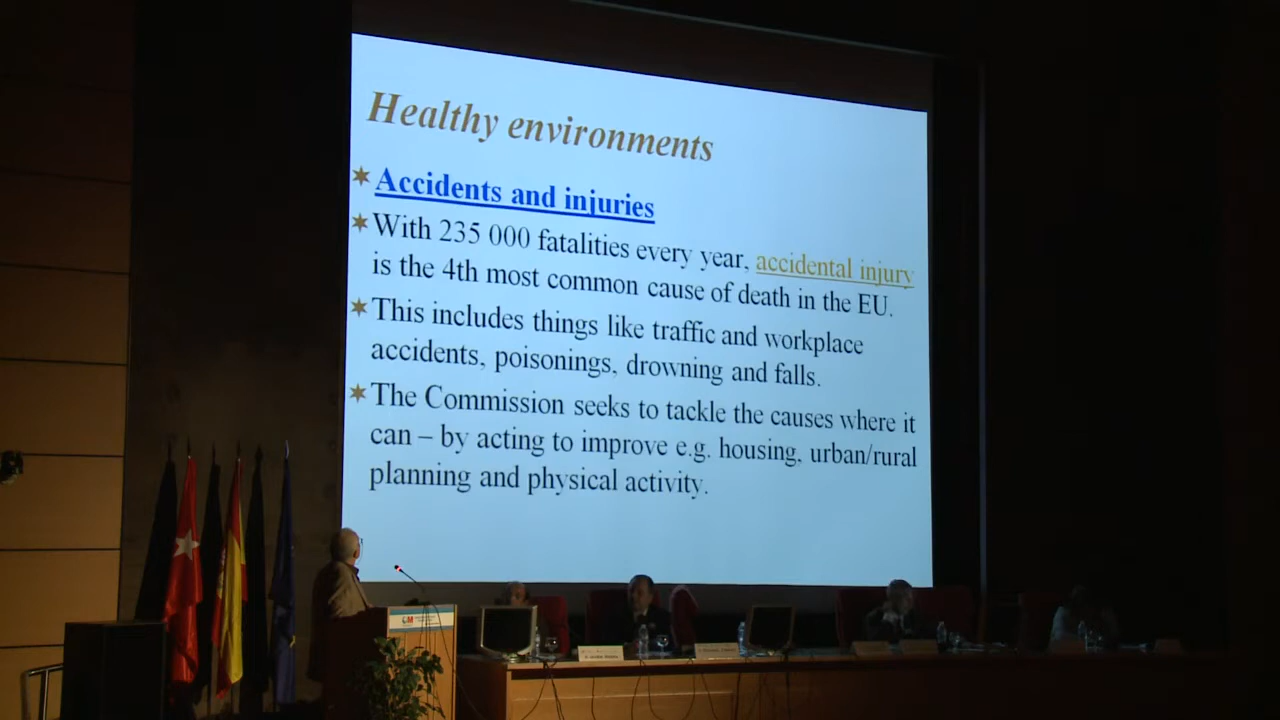 Healthy environments
Accidents and injuries
With 235 000 fatalities every year, accidental injury
is the 4th most common cause of death in the EU.
This includes things like traffic and workplace
accidents, poisonings, drowning and falls.
The Commission seeks to tackle the causes where it
can – by acting to improve e.g. housing, urban/rural
planning and physical activity.